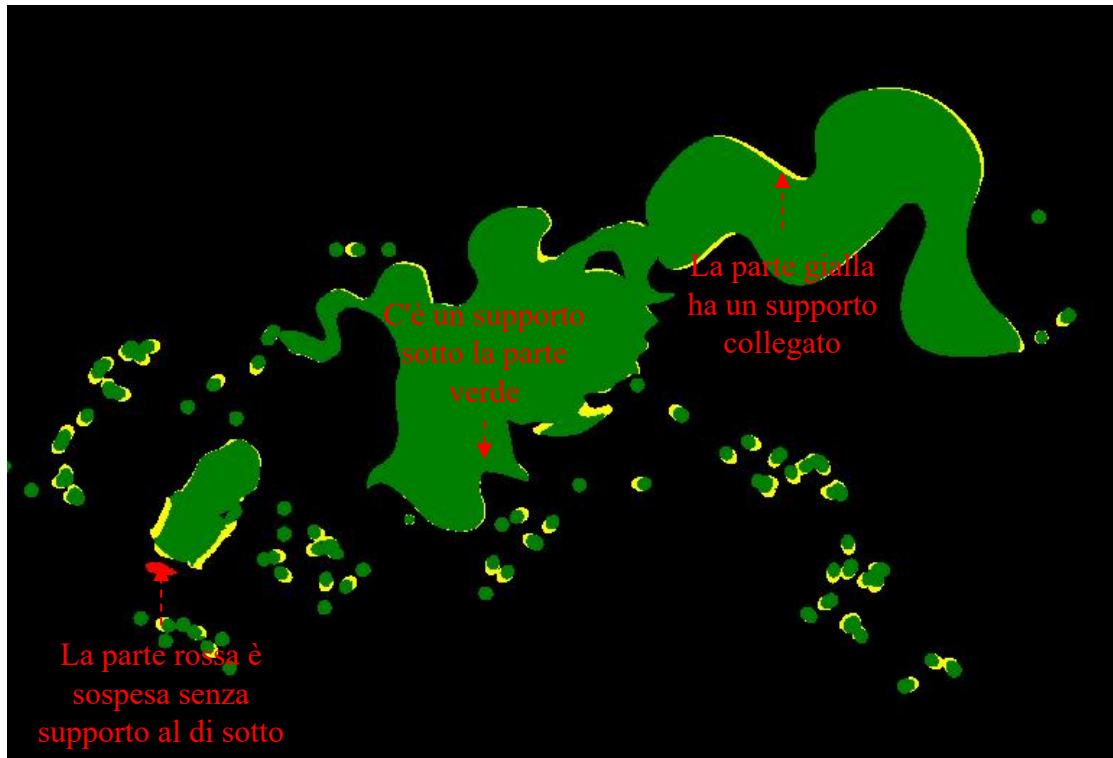 La parte gialla
ha un supporto
collegato
C'è un supporto
sotto la parte
verde
La parte rossa è
sospesa senza
supporto al di sotto